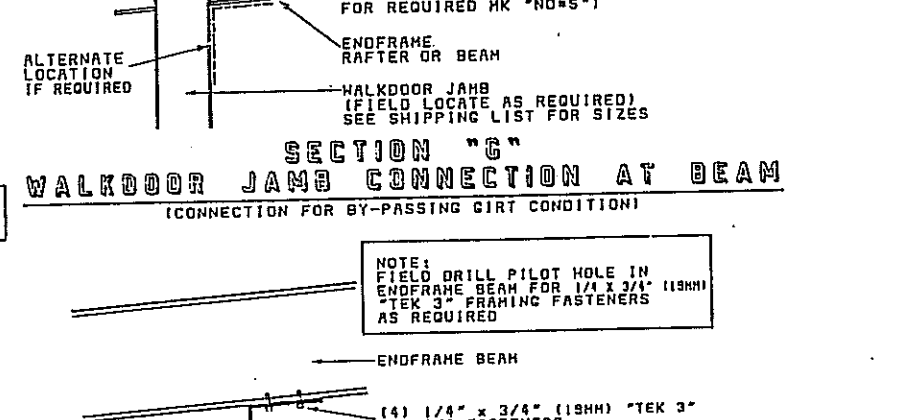 FOR REQUIRED MK "NO#S")
ENDFRAME
RAFTER OR BEAM
ALTERNATE
LOCATION
IF REQUIRED
WALKDOOR JAMB
(FIELD LOCATE AS REQUIRED)
SEE SHIPPING LIST FOR SIZES
SECTION "G"
WALKDOOR JAMB CONNECTION AT BEAM
(CONNECTION FOR BY-PASSING GIRT CONDITION)
NOTE:
FIELD DRILL PILOT HOLE IN
ENDFRAME BEAM FOR 1/4 X 3/4" (19MM)
"TEK 3" FRAMING FASTENERS
AS REQUIRED
ENDFRAME BEAM
(4) 1/4" x 3/4" (19MM) "TEK 3"